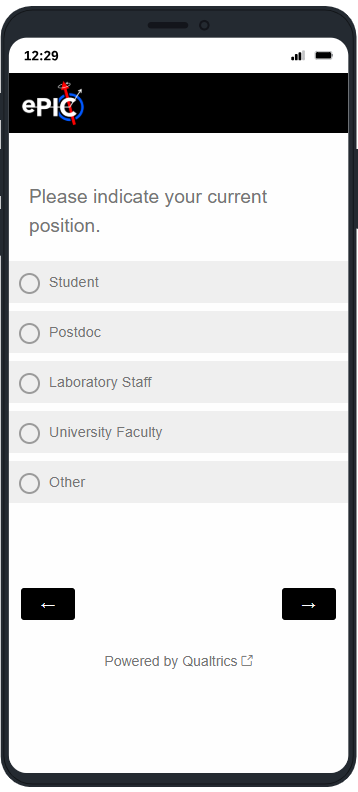 12:29
ePIC
Please indicate your current
position.
Student
Postdoc
Laboratory Staff
University Faculty
Other
← →
Powered by Qualtrics